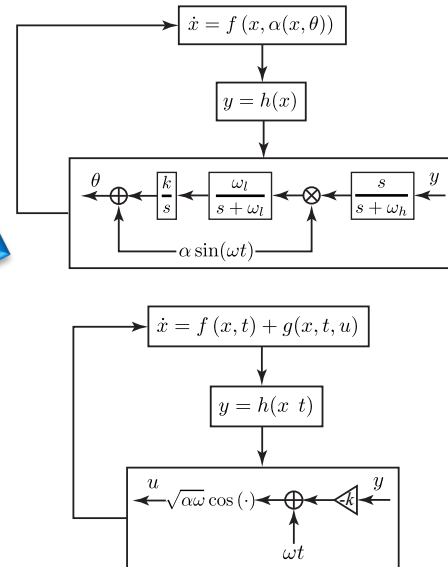 ẋ = f (x, α(x, θ))
y = h(x)
θ ⊕ k/s ω_l/(s + ω_l) ⊗ s/(s + ω_h) y
α sin(ωt)
ẋ = f (x, t) + g(x, t, u)
y = h(x t)
u √αω cos (·) ⊕ -k y
ωt